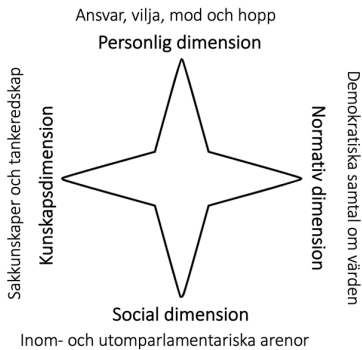 Ansvar, vilja, mod och hopp
Personlig dimension
Sakkunskaper och tankeredskap
Kunskapsdimension
Normativ dimension
Demokratiska samtal om värden
Social dimension
Inom- och utomparlamentariska arenor